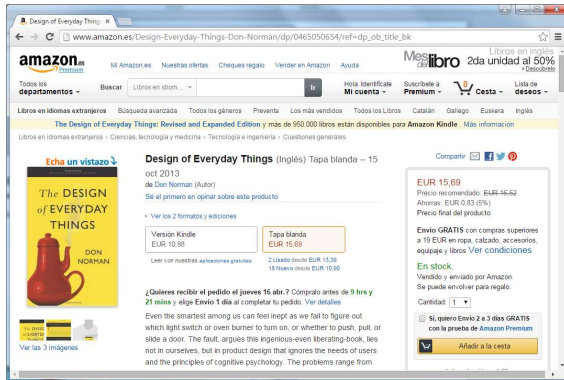 Design of Everyday Things
www.amazon.es/Design-Everyday-Things-Don-Norman/dp/0465050654/ref=dp_ob_title_bk
amazon.es
Premium
Mi Amazon.es Nuestras ofertas Cheques regalo Vender en Amazon Ayuda
Mes del libro
Libros en inglés
2da unidad al 50%
> Descúbrelo
Todos los
departamentos
Buscar Libros en idiom... Ir
Hola. Identifícate
Mi cuenta
Suscríbete a
Premium
0 Cesta
Lista de
deseos
Libros en idiomas extranjeros Búsqueda avanzada Todos los géneros Preventa Los más vendidos Todos los Libros Catalán Gallego Euskera Inglés
The Design of Everyday Things: Revised and Expanded Edition y más de 950.000 libros están disponibles para Amazon Kindle . Más información
Libros en idiomas extranjeros › Ciencias, tecnología y medicina › Tecnología e ingeniería › Cuestiones generales
Echa un vistazo
The DESIGN
of EVERYDAY
THINGS
DON
NORMAN
Ver las 3 imágenes
Design of Everyday Things (Inglés) Tapa blanda – 15
oct 2013
de Don Norman (Autor)
Sé el primero en opinar sobre este producto
Ver los 2 formatos y ediciones
Versión Kindle
EUR 10,88
Tapa blanda
EUR 15,69
Leer con nuestras aplicaciones gratuitas
2 Usado desde EUR 13,39
18 Nuevo desde EUR 10,90
¿Quieres recibir el pedido el jueves 16 abr.? Cómpralo antes de 9 hrs y
21 mins y elige Envío 1 día al completar tu pedido. Ver detalles
Even the smartest among us can feel inept as we fail to figure out
which light switch or oven burner to turn on, or whether to push, pull, or
slide a door. The fault, argues this ingenious-even liberating-book, lies
not in ourselves, but in product design that ignores the needs of users
and the principles of cognitive psychology. The problems range from
Compartir
EUR 15,69
Precio recomendado: EUR 16,52
Ahorras: EUR 0,83 (5%)
Precio final del producto
Envío GRATIS con compras superiores
a 19 EUR en ropa, calzado, accesorios,
equipaje y libros Ver condiciones
En stock.
Vendido y enviado por Amazon.
Se puede envolver para regalo.
Cantidad: 1
Sí, quiero Envío 2 a 3 días GRATIS
con la prueba de Amazon Premium
Añadir a la cesta